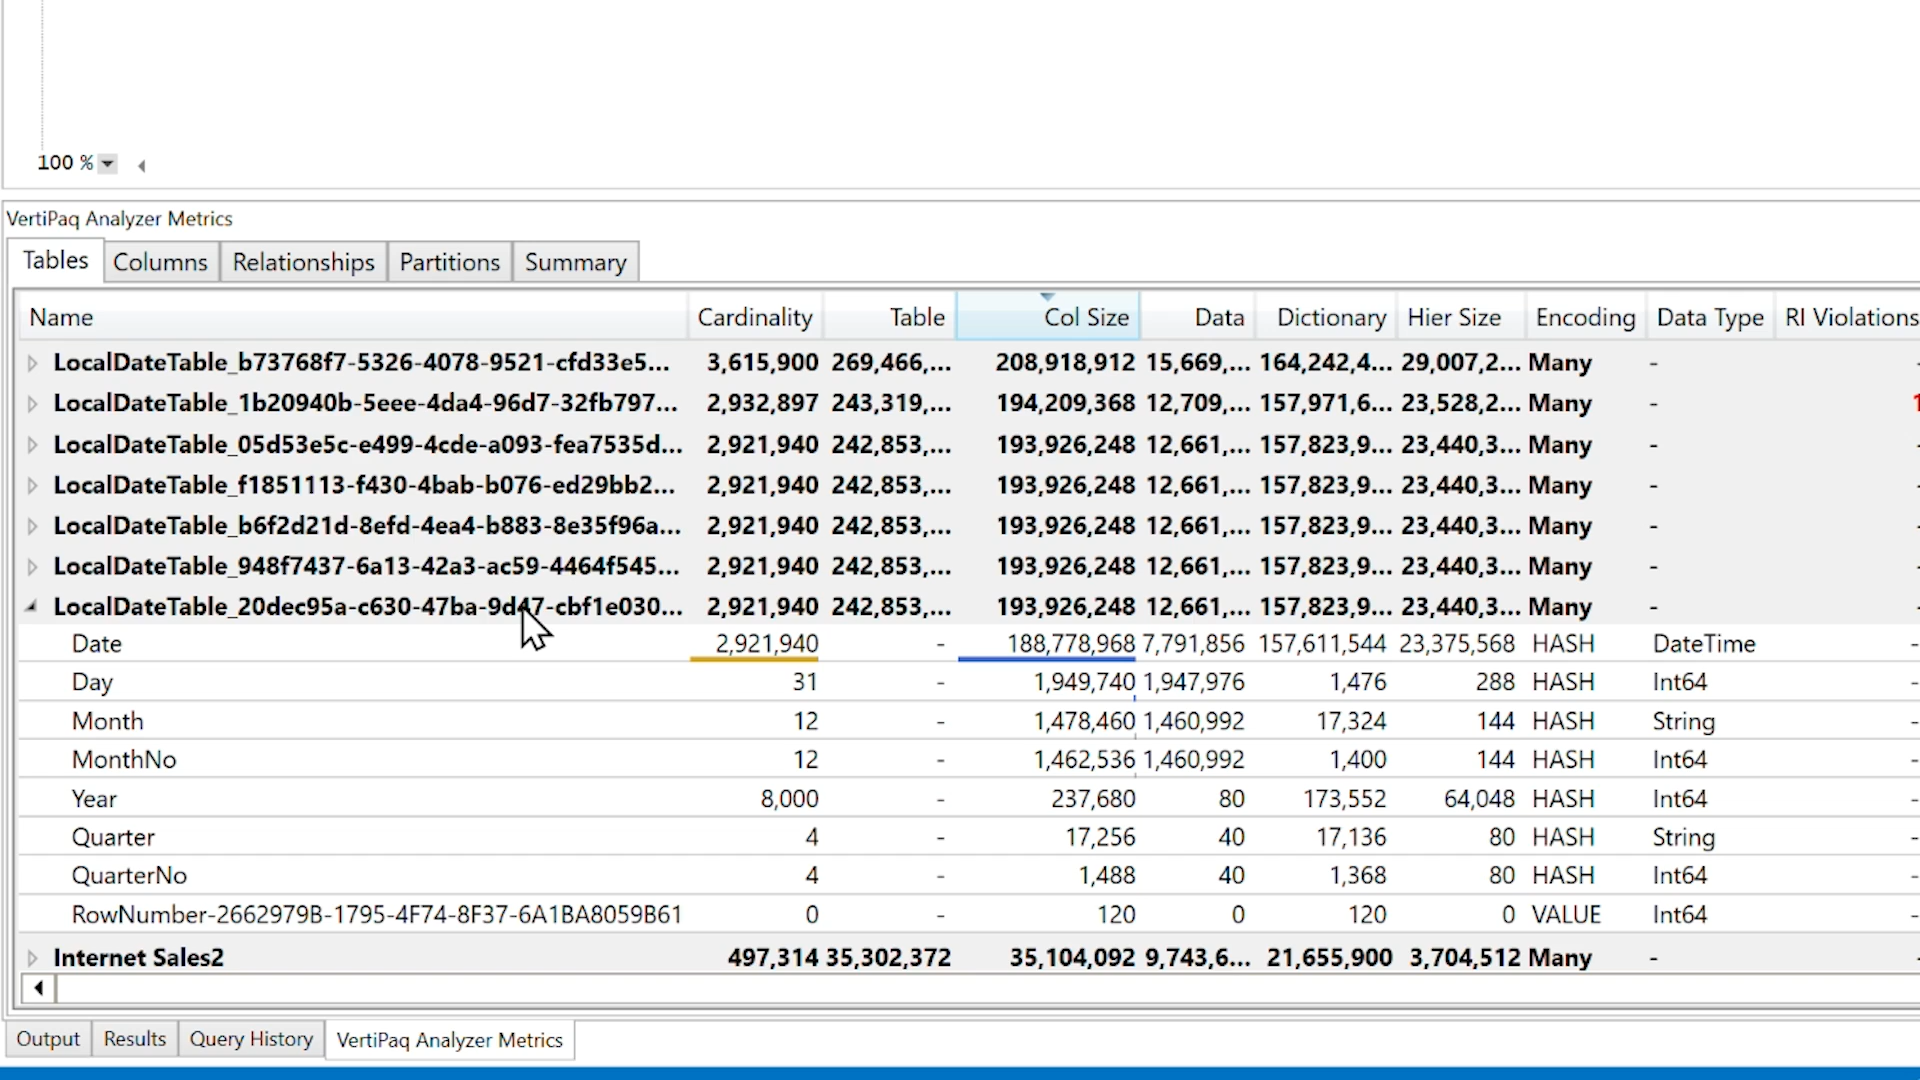 100 %
VertiPaq Analyzer Metrics
Tables Columns Relationships Partitions Summary
Name Cardinality Table Col Size Data Dictionary Hier Size Encoding Data Type RI Violations
LocalDateTable_b73768f7-5326-4078-9521-cfd33e5... 3,615,900 269,466,... 208,918,912 15,669,... 164,242,4... 29,007,2... Many -
LocalDateTable_1b20940b-5eee-4da4-96d7-32fb797... 2,932,897 243,319,... 194,209,368 12,709,... 157,971,6... 23,528,2... Many - 1
LocalDateTable_05d53e5c-e499-4cde-a093-fea7535d... 2,921,940 242,853,... 193,926,248 12,661,... 157,823,9... 23,440,3... Many - -
LocalDateTable_f1851113-f430-4bab-b076-ed29bb2... 2,921,940 242,853,... 193,926,248 12,661,... 157,823,9... 23,440,3... Many - -
LocalDateTable_b6f2d21d-8efd-4ea4-b883-8e35f96a... 2,921,940 242,853,... 193,926,248 12,661,... 157,823,9... 23,440,3... Many - -
LocalDateTable_948f7437-6a13-42a3-ac59-4464f545... 2,921,940 242,853,... 193,926,248 12,661,... 157,823,9... 23,440,3... Many - -
LocalDateTable_20dec95a-c630-47ba-9d47-cbf1e030... 2,921,940 242,853,... 193,926,248 12,661,... 157,823,9... 23,440,3... Many - -
Date 2,921,940 - 188,778,968 7,791,856 157,611,544 23,375,568 HASH DateTime -
Day 31 - 1,949,740 1,947,976 1,476 288 HASH Int64 -
Month 12 - 1,478,460 1,460,992 17,324 144 HASH String -
MonthNo 12 - 1,462,536 1,460,992 1,400 144 HASH Int64 -
Year 8,000 - 237,680 80 173,552 64,048 HASH Int64 -
Quarter 4 - 17,256 40 17,136 80 HASH String -
QuarterNo 4 - 1,488 40 1,368 80 HASH Int64 -
RowNumber-2662979B-1795-4F74-8F37-6A1BA8059B61 0 - 120 0 120 0 VALUE Int64 -
Internet Sales2 497,314 35,302,372 35,104,092 9,743,6... 21,655,900 3,704,512 Many - -
Output Results Query History VertiPaq Analyzer Metrics